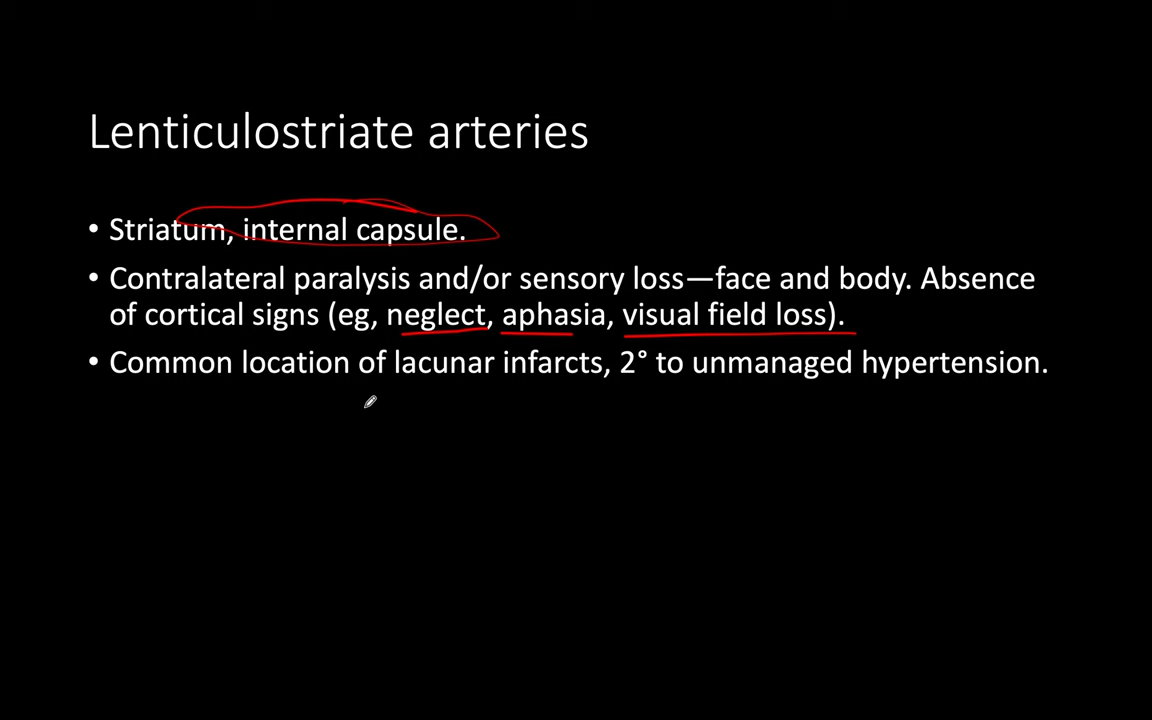 Lenticulostriate arteries
• Striatum, internal capsule.
• Contralateral paralysis and/or sensory loss—face and body. Absence
of cortical signs (eg, neglect, aphasia, visual field loss).
• Common location of lacunar infarcts, 2° to unmanaged hypertension.